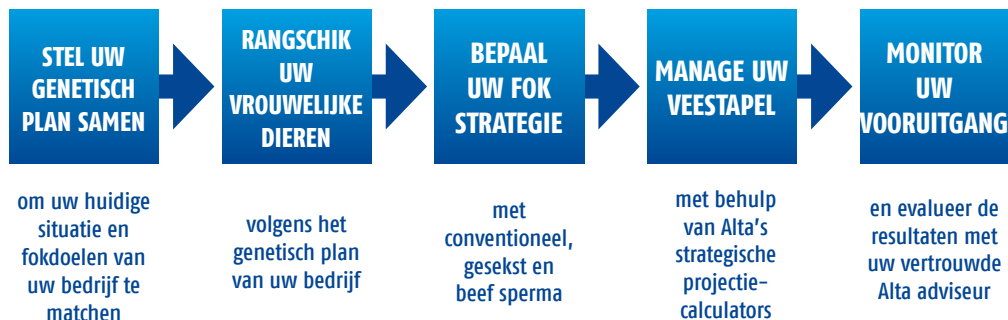 STEL UW
GENETISCH
PLAN SAMEN
om uw huidige
situatie en
fokdoelen van
uw bedrijf te
matchen
RANGSCHIK
UW
VROUWELIJKE
DIEREN
volgens het
genetisch plan
van uw bedrijf
BEPAAL
UW FOK
STRATEGIE
met
conventioneel,
gesekst en
beef sperma
MANAGE UW
VEESTAPEL
met behulp
van Alta's
strategische
projectie-
calculators
MONITOR
UW
VOORUITGANG
en evalueer de
resultaten met
uw vertrouwde
Alta adviseur